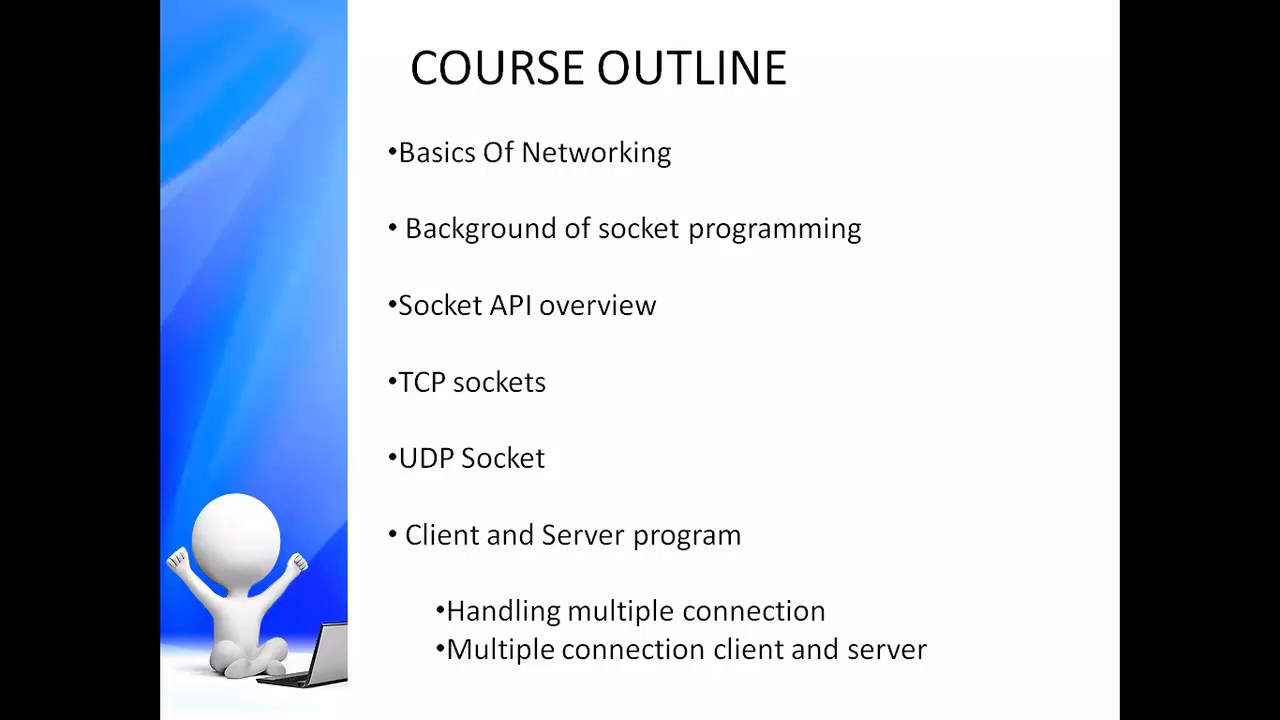 COURSE OUTLINE
•Basics Of Networking
• Background of socket programming
•Socket API overview
•TCP sockets
•UDP Socket
• Client and Server program
•Handling multiple connection
•Multiple connection client and server